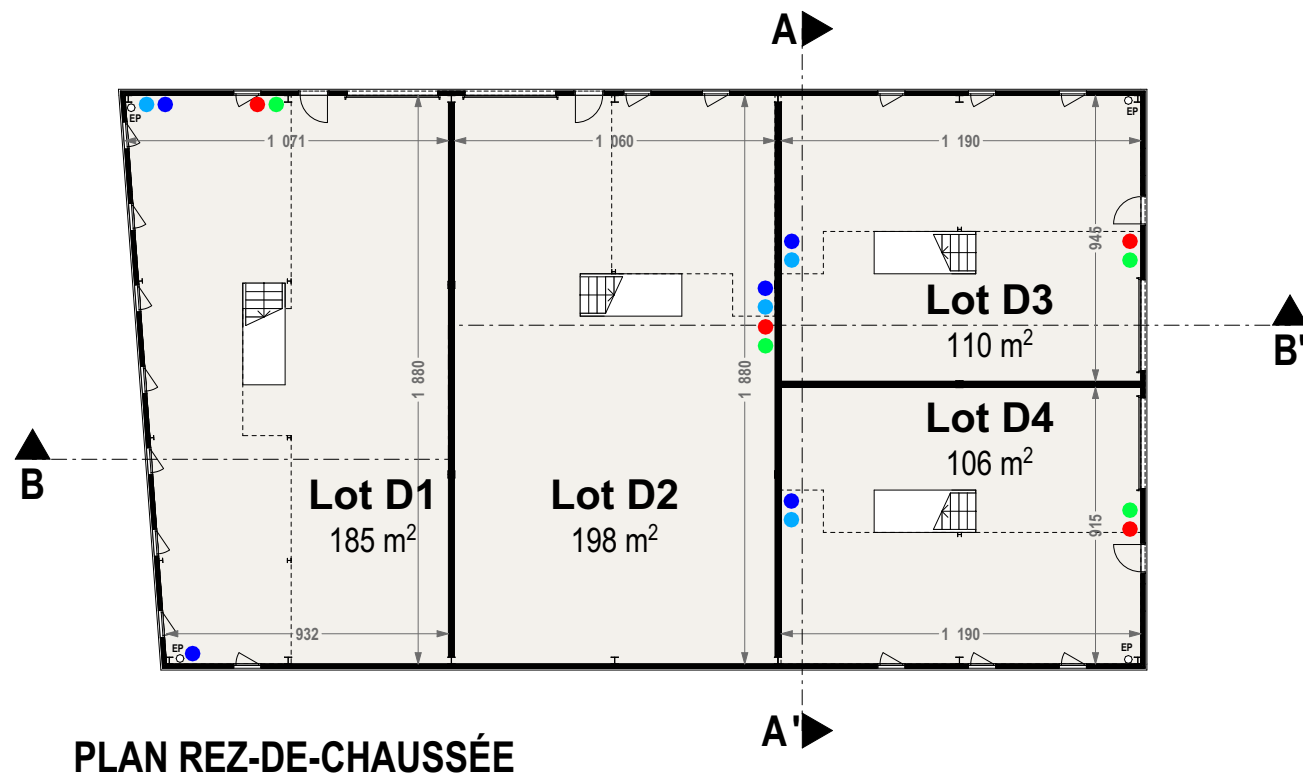 A
EP
EP
1 071
1 060
1 190
945
Lot D3
110 m²
B'
1 880
1 880
Lot D4
106 m²
B
Lot D1
185 m²
Lot D2
198 m²
915
932
1 190
EP
EP
A'
PLAN REZ-DE-CHAUSSÉE